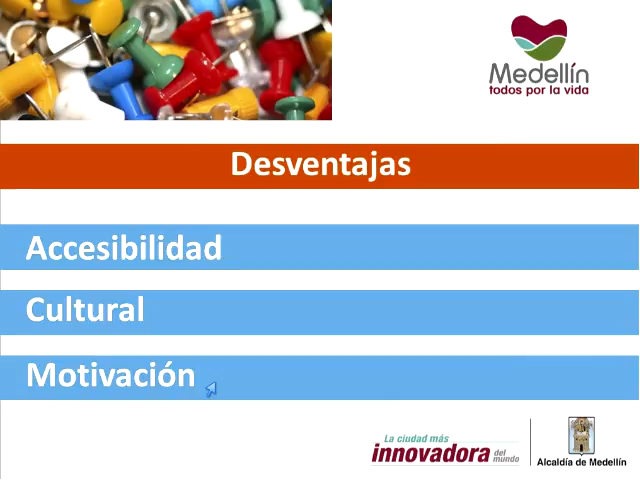 Medellín
todos por la vida
Desventajas
Accesibilidad
Cultural
Motivación
La ciudad más
innovadora del mundo
Alcaldía de Medellín